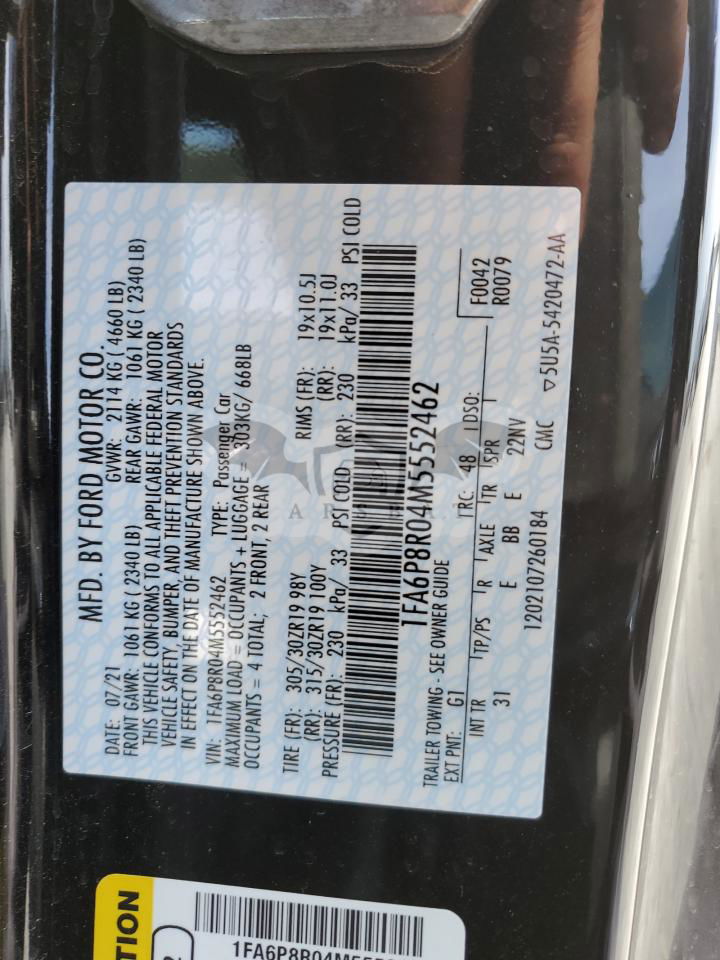 MFD. BY FORD MOTOR CO.
DATE: 07/21 GVWR: 2114 KG ( 4660 LB)
FRONT GAWR: 1061 KG ( 2340 LB) REAR GAWR: 1061 KG ( 2340 LB)
THIS VEHICLE CONFORMS TO ALL APPLICABLE FEDERAL MOTOR
VEHICLE SAFETY, BUMPER, AND THEFT PREVENTION STANDARDS
IN EFFECT ON THE DATE OF MANUFACTURE SHOWN ABOVE.
VIN: 1FA6P8R04M5552462 TYPE: Passenger Car
MAXIMUM LOAD = OCCUPANTS + LUGGAGE = 303KG/ 668LB
OCCUPANTS = 4 TOTAL; 2 FRONT, 2 REAR
TIRE (FR): 305/30ZR19 98Y RIMS (FR): 19x10.5J
(RR): 315/30ZR19 100Y (RR): 19x11.0J
PRESSURE (FR): 230 kPa/ 33 PSI COLD (RR): 230 kPa/ 33 PSI COLD
1FA6P8R04M5552462
TRAILER TOWING - SEE OWNER GUIDE
EXT PNT: G1 RC: 48 DSO: F0042
R0079
INT TR TP/PS R AXLE TR SPR
31 E BB E 22NV
1202107260184 CMC ▽5U5A-5420472-AA
TION